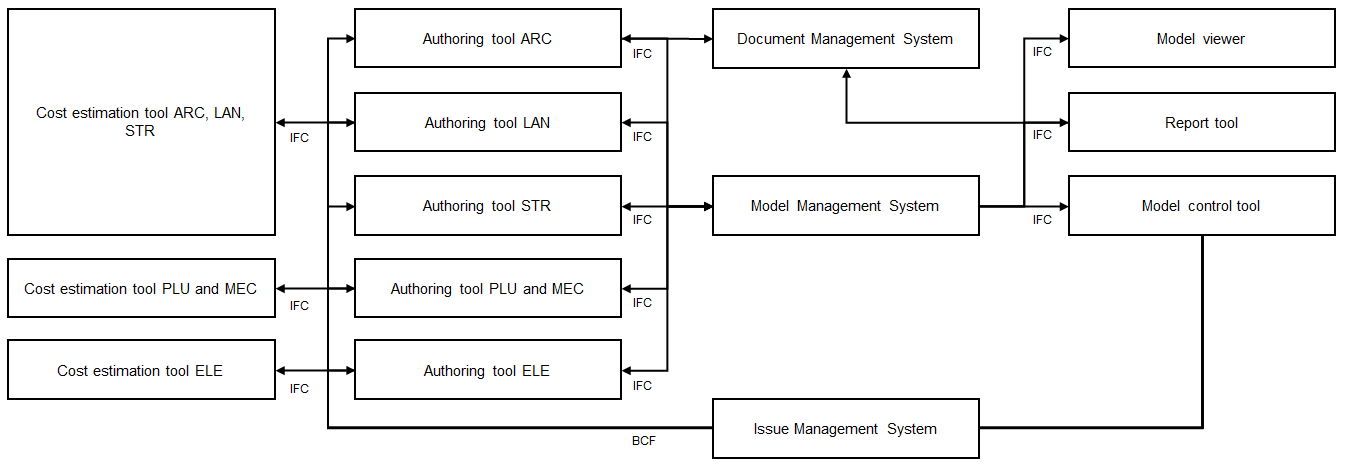 Cost estimation tool ARC, LAN,
STR
Cost estimation tool PLU and MEC
Cost estimation tool ELE
IFC
IFC
IFC
Authoring tool ARC
Authoring tool LAN
Authoring tool STR
Authoring tool PLU and MEC
Authoring tool ELE
IFC
IFC
IFC
IFC
IFC
BCF
Document Management System
Model Management System
Issue Management System
IFC
IFC
IFC
Model viewer
Report tool
Model control tool